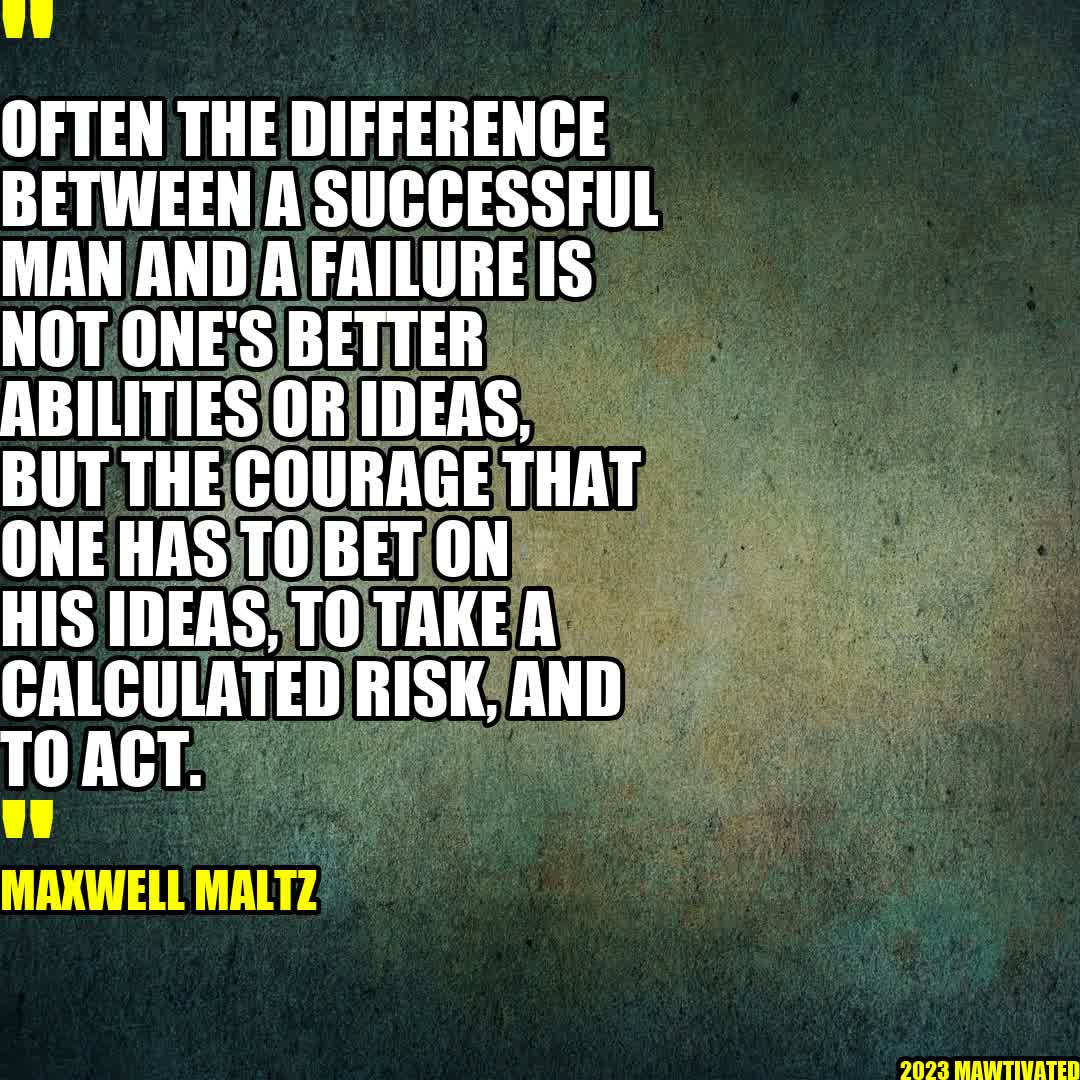 "
OFTEN THE DIFFERENCE
BETWEEN A SUCCESSFUL
MAN AND A FAILURE IS
NOT ONE'S BETTER
ABILITIES OR IDEAS,
BUT THE COURAGE THAT
ONE HAS TO BET ON
HIS IDEAS, TO TAKE A
CALCULATED RISK, AND
TO ACT.
"
MAXWELL MALTZ
2023 MAWTIVATED